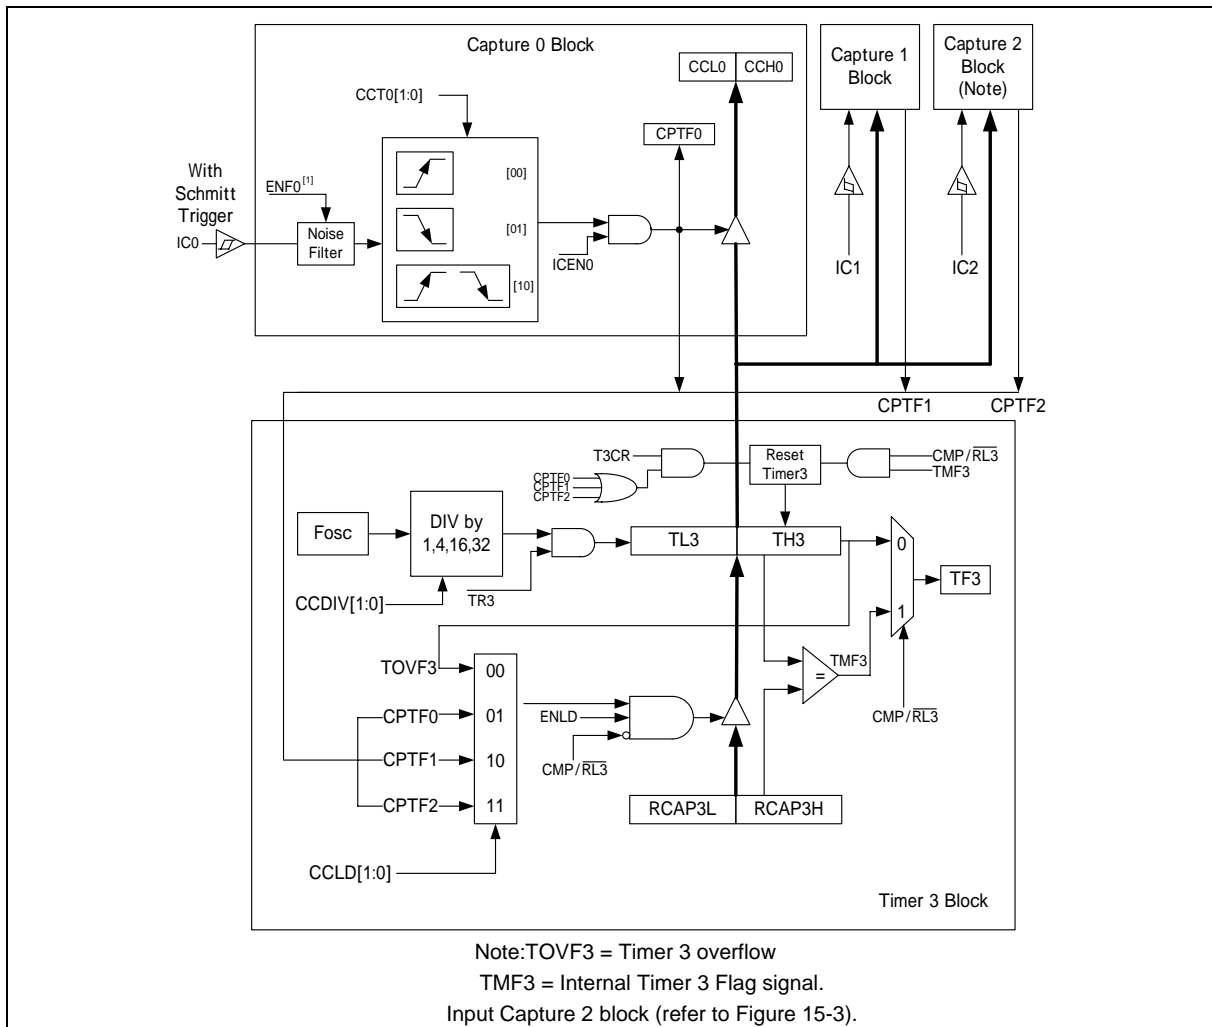 Capture 0 Block
CCL0 CCH0
Capture 1
Block
Capture 2
Block
(Note)
CCT0[1:0]
CPTF0
With
Schmitt
Trigger
ENF0[1]
[00]
IC0
Noise
Filter
[01]
ICEN0
[10]
IC1
IC2
CPTF1
CPTF2
T3CR
Reset
Timer3
CMP/RL3
TMF3
CPTF0
CPTF1
CPTF2
Fosc
DIV by
1,4,16,32
TL3
TH3
0
TF3
1
TR3
CCDIV[1:0]
TOVF3
00
TMF3
=
CPTF0
01
ENLD
CMP/RL3
CPTF1
10
CMP/RL3
CPTF2
11
RCAP3L
RCAP3H
CCLD[1:0]
Timer 3 Block
Note:TOVF3 = Timer 3 overflow
TMF3 = Internal Timer 3 Flag signal.
Input Capture 2 block (refer to Figure 15-3).